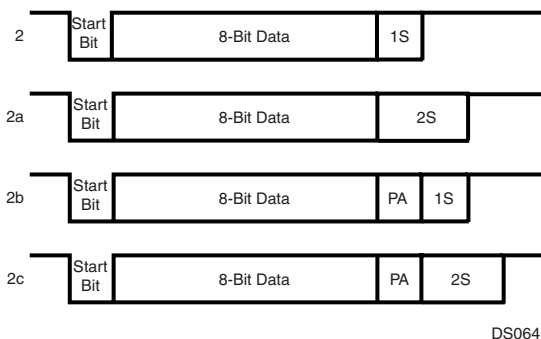 2
Start
Bit
8-Bit Data
1S
2a
Start
Bit
8-Bit Data
2S
2b
Start
Bit
8-Bit Data
PA
1S
2c
Start
Bit
8-Bit Data
PA
2S
DS064